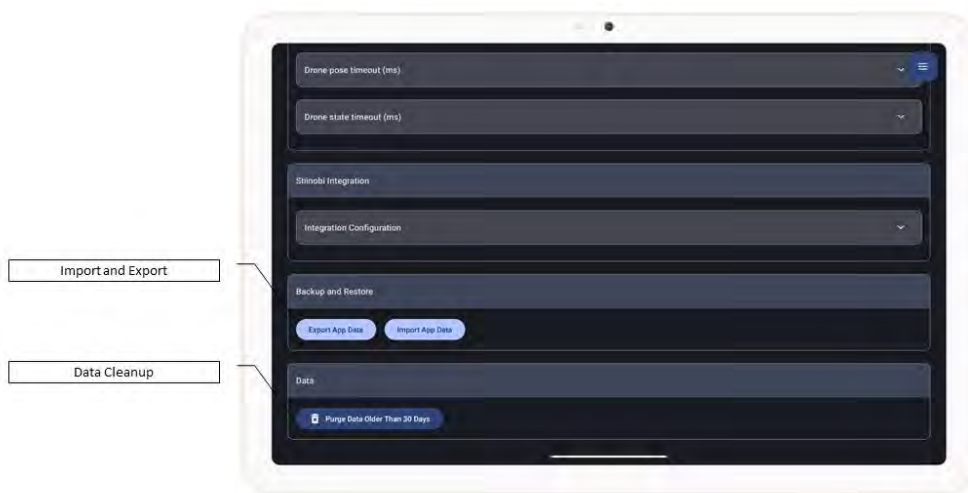 Drone pose timeout (ms)
Drone state timeout (ms)
Shinobi Integration
Integration Configuration
Import and Export
Backup and Restore
Export App Data
Import App Data
Data Cleanup
Data
Purge Data Older Than 30 Days